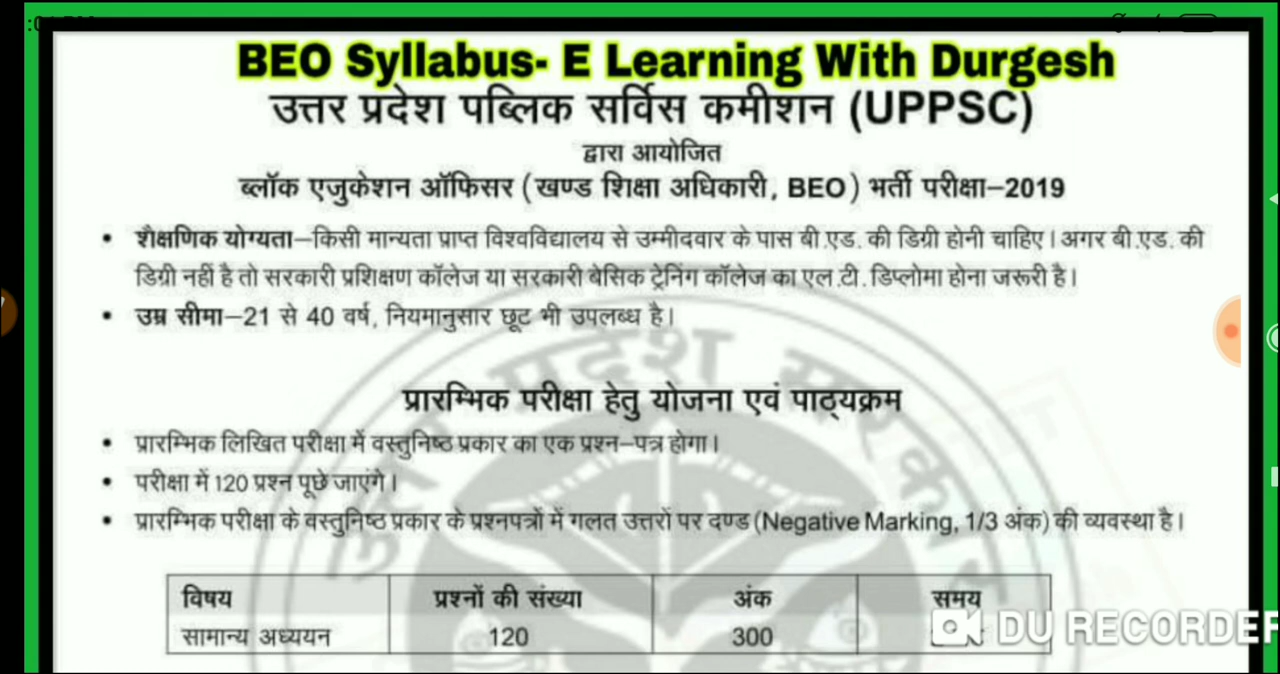 BEO Syllabus- E Learning With Durgesh
उत्तर प्रदेश पब्लिक सर्विस कमीशन (UPPSC)
द्वारा आयोजित
ब्लॉक एजुकेशन ऑफिसर (खण्ड शिक्षा अधिकारी, BEO) भर्ती परीक्षा–2019
• शैक्षणिक योग्यता–किसी मान्यता प्राप्त विश्वविद्यालय से उम्मीदवार के पास बी.एड. की डिग्री होनी चाहिए। अगर बी.एड. की
डिग्री नहीं है तो सरकारी प्रशिक्षण कॉलेज या सरकारी बेसिक ट्रेनिंग कॉलेज का एल.टी. डिप्लोमा होना जरूरी है।
• उम्र सीमा–21 से 40 वर्ष, नियमानुसार छूट भी उपलब्ध है।
प्रारम्भिक परीक्षा हेतु योजना एवं पाठ्यक्रम
• प्रारम्भिक लिखित परीक्षा में वस्तुनिष्ठ प्रकार का एक प्रश्न–पत्र होगा।
• परीक्षा में 120 प्रश्न पूछे जाएंगे।
• प्रारम्भिक परीक्षा के वस्तुनिष्ठ प्रकार के प्रश्नपत्रों में गलत उत्तरों पर दण्ड (Negative Marking, 1/3 अंक) की व्यवस्था है।
विषय प्रश्नों की संख्या अंक समय
सामान्य अध्ययन 120 300
DU RECORDER
उत्तर प्रदेश सरकार